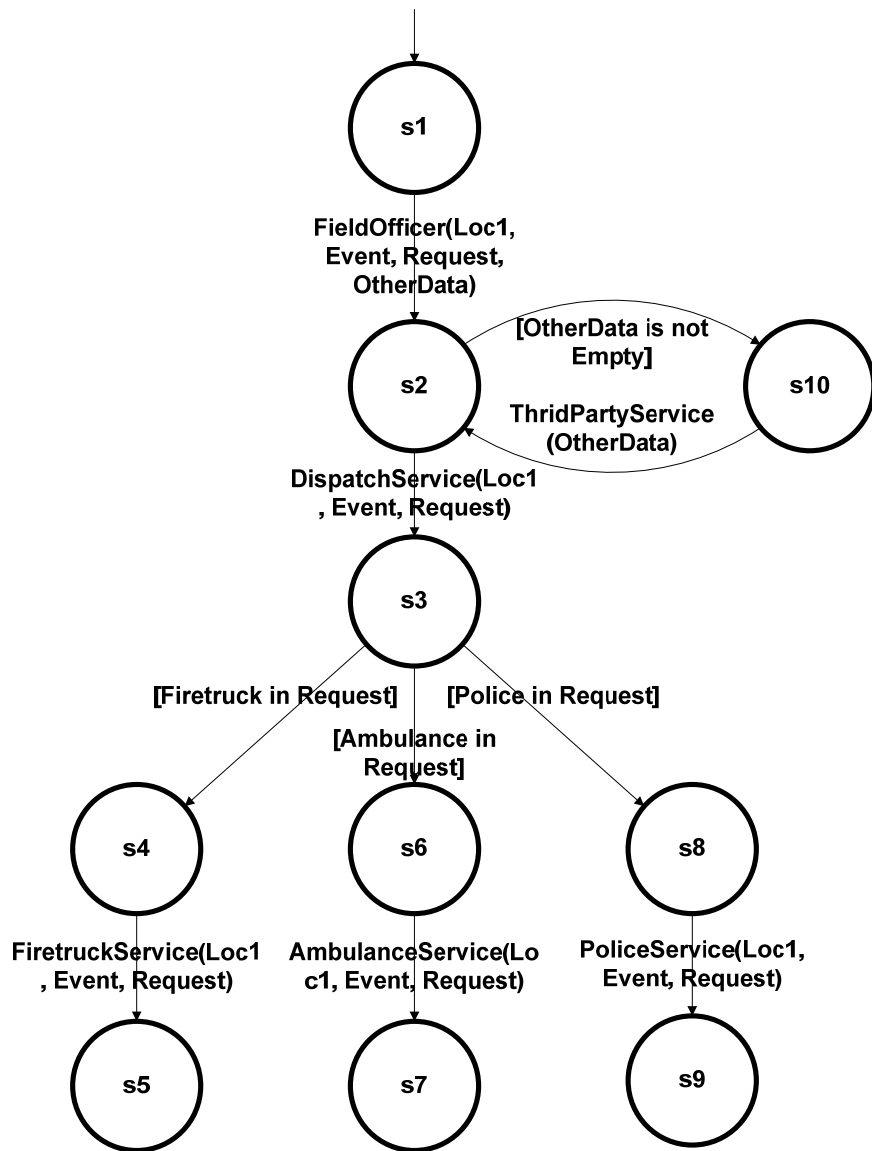 s1
FieldOfficer(Loc1,
Event, Request,
OtherData)
[OtherData is not
Empty]
s2
s10
ThridPartyService
(OtherData)
DispatchService(Loc1
, Event, Request)
s3
[Firetruck in Request]
[Police in Request]
[Ambulance in
Request]
s4
s6
s8
FiretruckService(Loc1
, Event, Request)
AmbulanceService(Lo
c1, Event, Request)
PoliceService(Loc1,
Event, Request)
s5
s7
s9